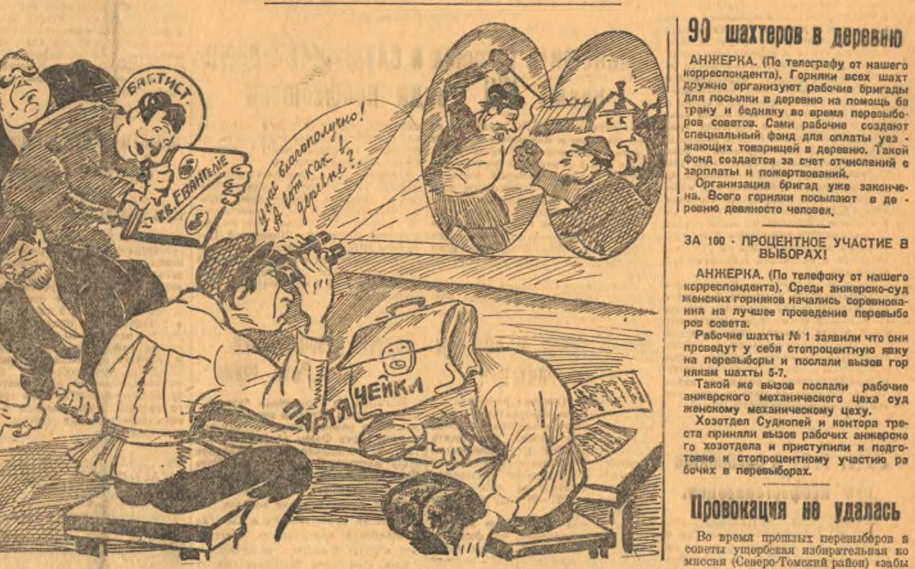 БАПТИСТ.
ЕВАНГЕЛIЕ
У нас благополучно!
А вот как в
деревне?..
ПАРТЯЧЕЙКИ
90 шахтеров в деревню
АНЖЕРКА. (По телеграфу от нашего
корреспондента). Горняки всех шахт
дружно организуют рабочие бригады
для посылки в деревню на помощь ба
траку и бедняку во время перевыбо-
ров советов. Сами рабочие создают
специальный фонд для оплаты уез-
жающих товарищей в деревню. Такой
фонд создается за счет отчислений с
зарплаты и пожертвований.
Организация бригад уже закончe-
на. Всего горняки посылают в де-
ревню девяносто человек.
ЗА 100 - ПРОЦЕНТНОЕ УЧАСТИЕ В
ВЫБОРАХ!
АНЖЕРКА. (По телефону от нашего
корреспондента). Среди анжерско-суд
женских горняков начались соревнова-
ния на лучшее проведение перевыбо
ров совета.
Рабочие шахты № 1 заявили что они
проведут у себя стопроцентную явку
на перевыборы и послали вызов гор
някам шахты 5-7.
Такой же вызов послали рабочие
анжерского механического цеха суд
женскому механическому цеху.
Хозотдел Судкопей и контора тре-
ста приняли вызов рабочих анжерско
го хозотдела и приступили к подго-
товке к стопроцентному участию ра
бочих в перевыборах.
Провокация не удалась
Во время прошлых перевыборов в
советы ущербская избирательная ко
миссия (Северо-Томский район) «забы